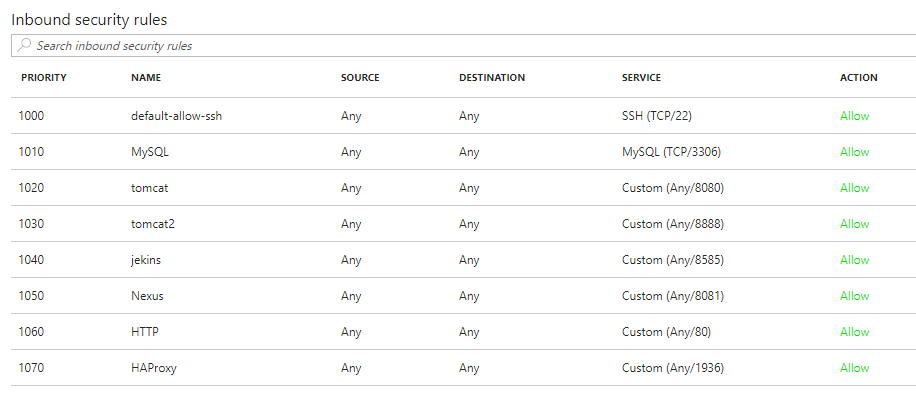 Inbound security rules
Search inbound security rules
PRIORITY NAME SOURCE DESTINATION SERVICE ACTION
1000 default-allow-ssh Any Any SSH (TCP/22) Allow
1010 MySQL Any Any MySQL (TCP/3306) Allow
1020 tomcat Any Any Custom (Any/8080) Allow
1030 tomcat2 Any Any Custom (Any/8888) Allow
1040 jekins Any Any Custom (Any/8585) Allow
1050 Nexus Any Any Custom (Any/8081) Allow
1060 HTTP Any Any Custom (Any/80) Allow
1070 HAProxy Any Any Custom (Any/1936) Allow